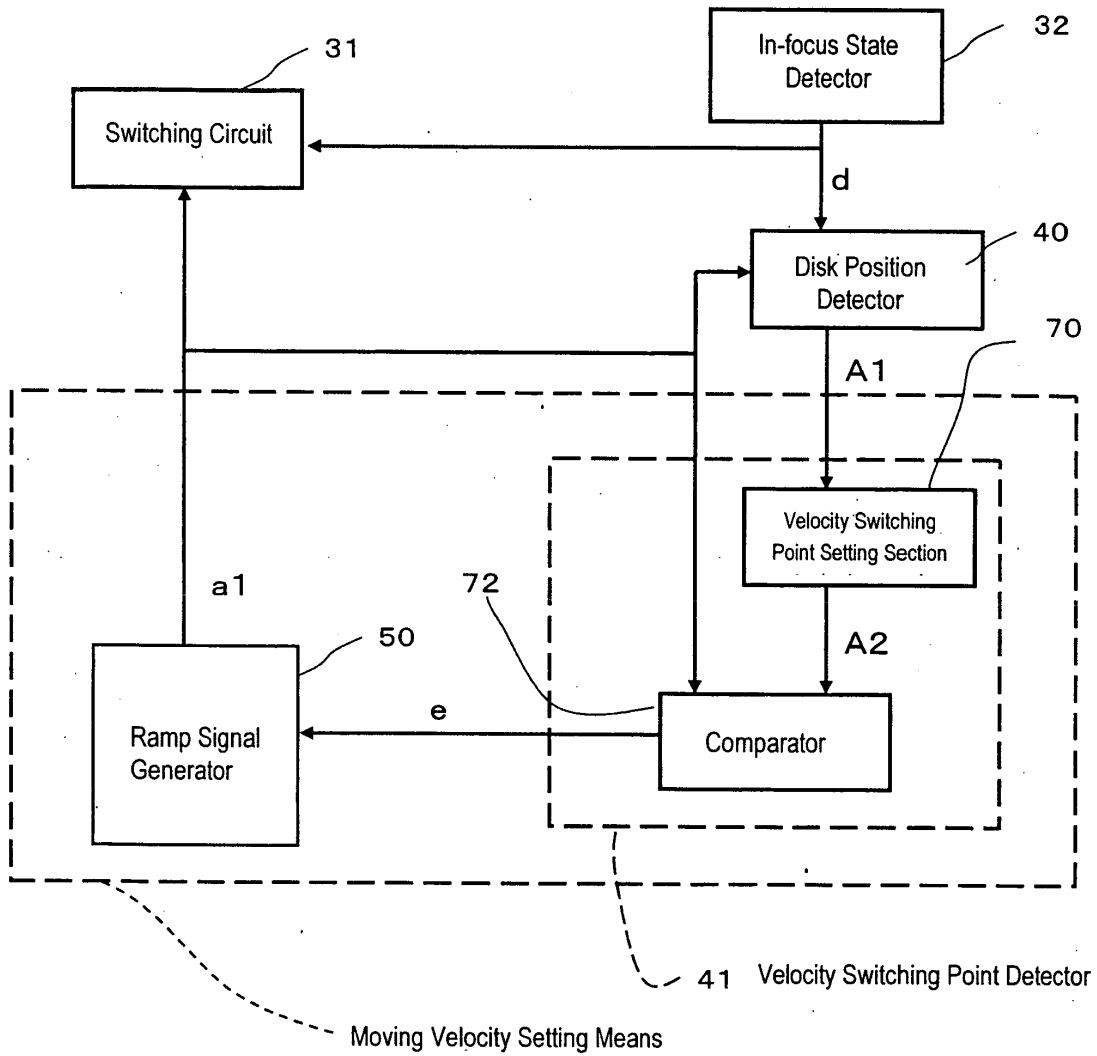 32
In-focus State
Detector
31
Switching Circuit
d
40
Disk Position
Detector
70
A1
Velocity Switching
Point Setting Section
72
a1
50
A2
e
Ramp Signal
Generator
Comparator
41 Velocity Switching Point Detector
Moving Velocity Setting Means